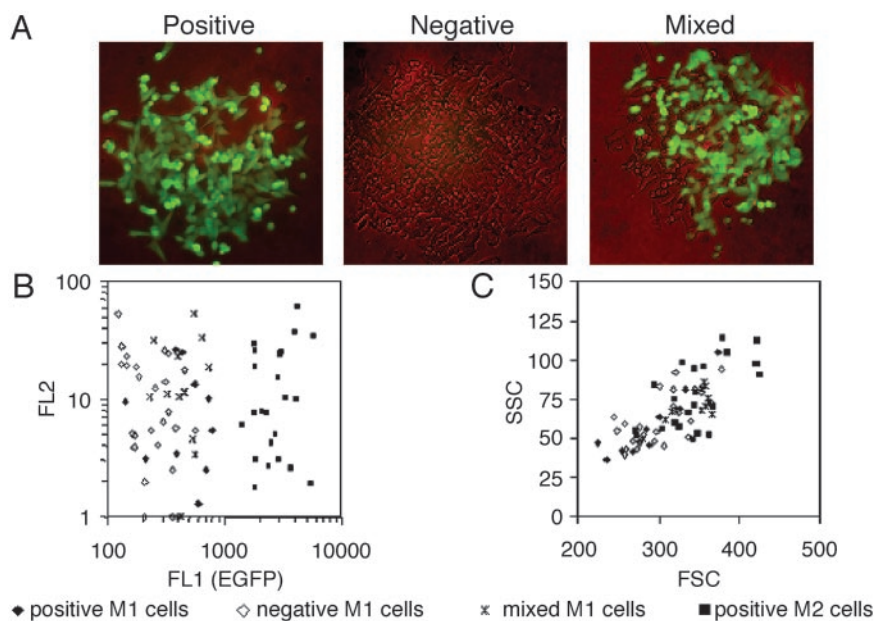 A
Positive
Negative
Mixed
B
100
10
1
FL2
100
1000
10000
FL1 (EGFP)
C
150
125
100
75
50
25
0
SSC
200
300
400
500
FSC
positive M1 cells
negative M1 cells
mixed M1 cells
positive M2 cells